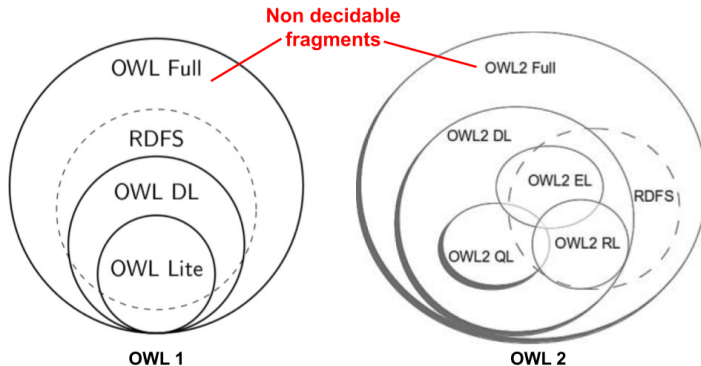 Non decidable
fragments
OWL Full
RDFS
OWL DL
OWL Lite
OWL 1
OWL2 Full
OWL2 DL
OWL2 EL
RDFS
OWL2 QL
OWL2 RL
OWL 2